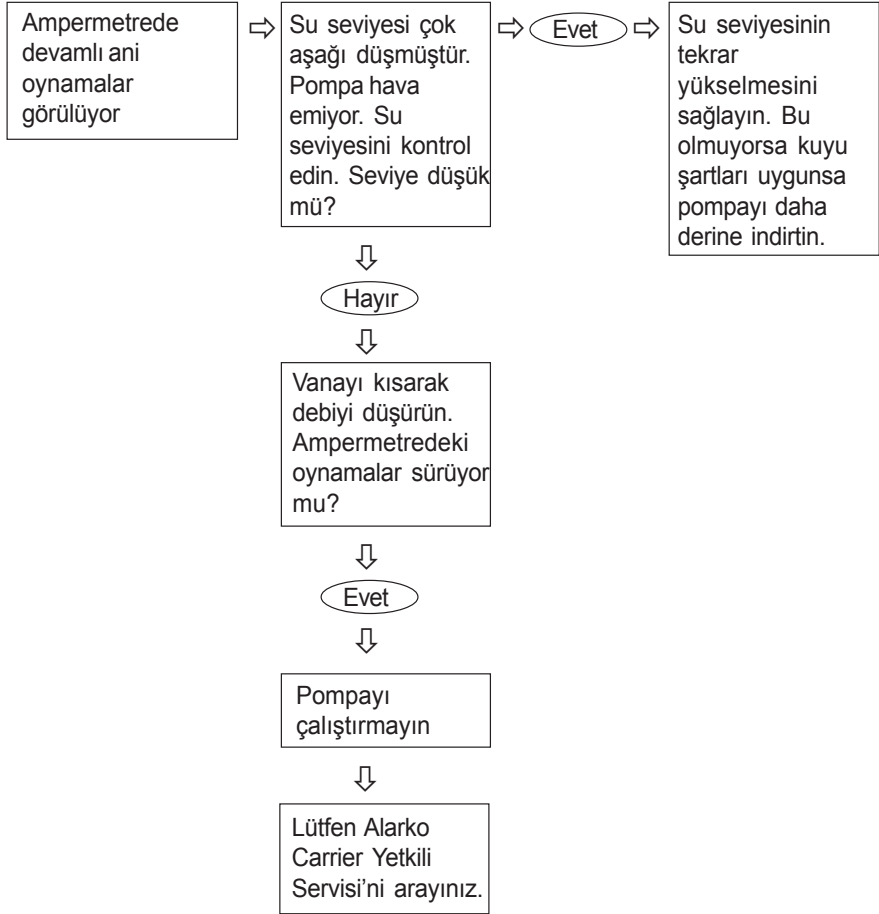 Ampermetrede
devamlı ani
oynamalar
görülüyor
Su seviyesi çok
aşağı düşmüştür.
Pompa hava
emiyor. Su
seviyesini kontrol
edin. Seviye düşük
mü?
Evet
Su seviyesinin
tekrar
yükselmesini
sağlayın. Bu
olmuyorsa kuyu
şartları uygunsa
pompayı daha
derine indirtin.
Hayır
Vanayı kısarak
debiyi düşürün.
Ampermetredeki
oynamalar sürüyor
mu?
Evet
Pompayı
çalıştırmayın
Lütfen Alarko
Carrier Yetkili
Servisi’ni arayınız.